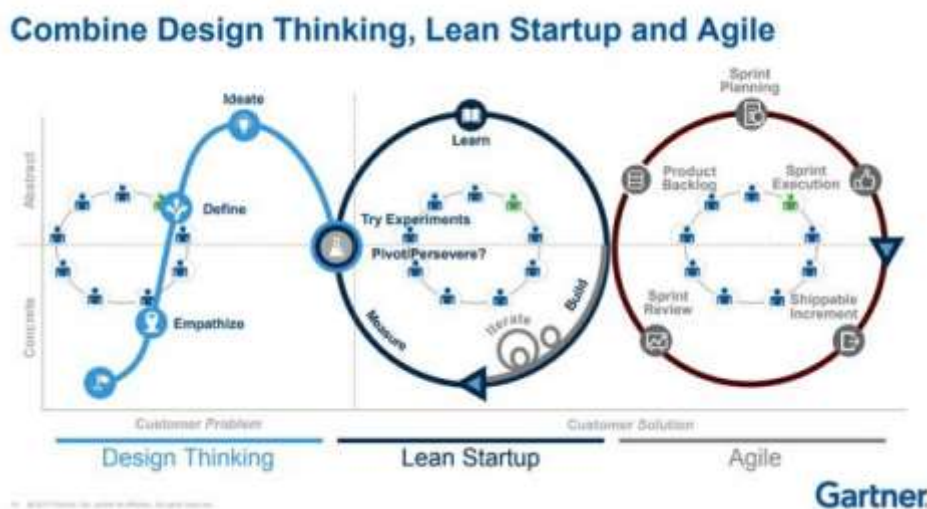 Combine Design Thinking, Lean Startup and Agile
Abstract
Concrete
Ideate
Define
Empathize
Learn
Try Experiments
Pivot/Persevere?
Measure
Iterate
Build
Sprint
Planning
Product
Backlog
Sprint
Execution
Sprint
Review
Shippable
Increment
Customer Problem
Customer Solution
Design Thinking
Lean Startup
Agile
Gartner